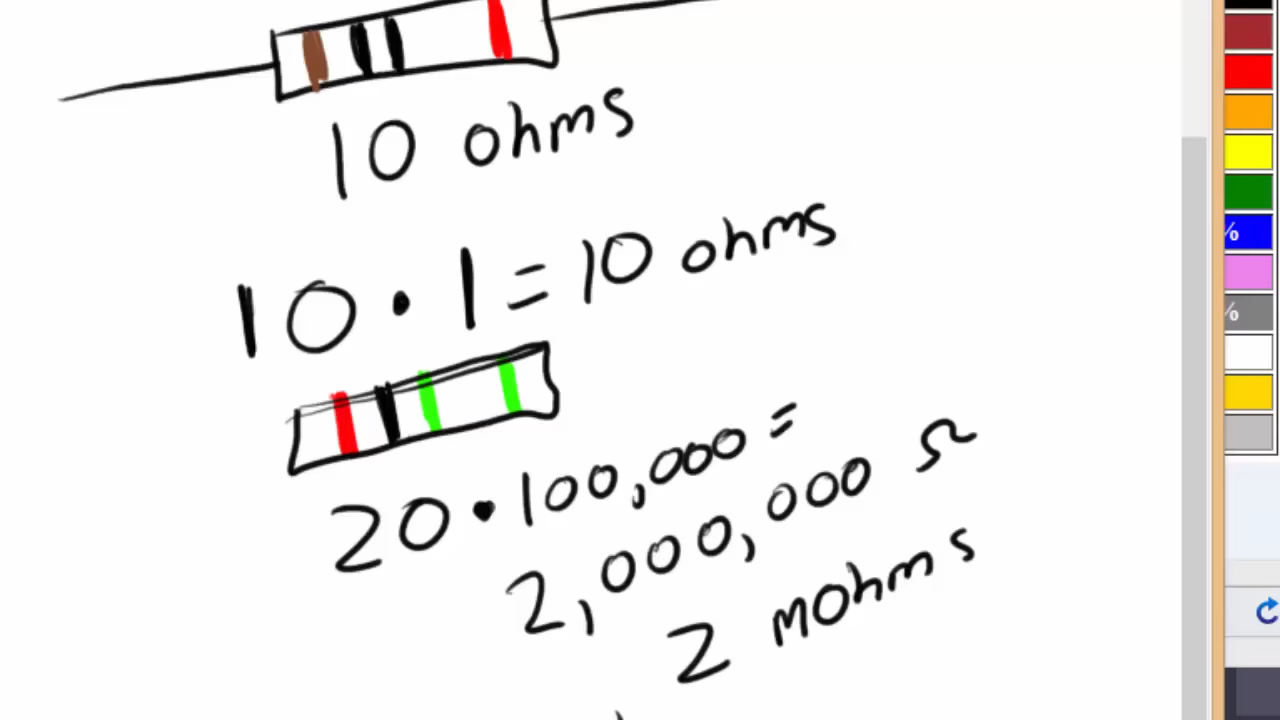 10 ohms
10 • 1 = 10 ohms
20 • 100,000 =
2,000,000 Ω
2 mohms
%
%